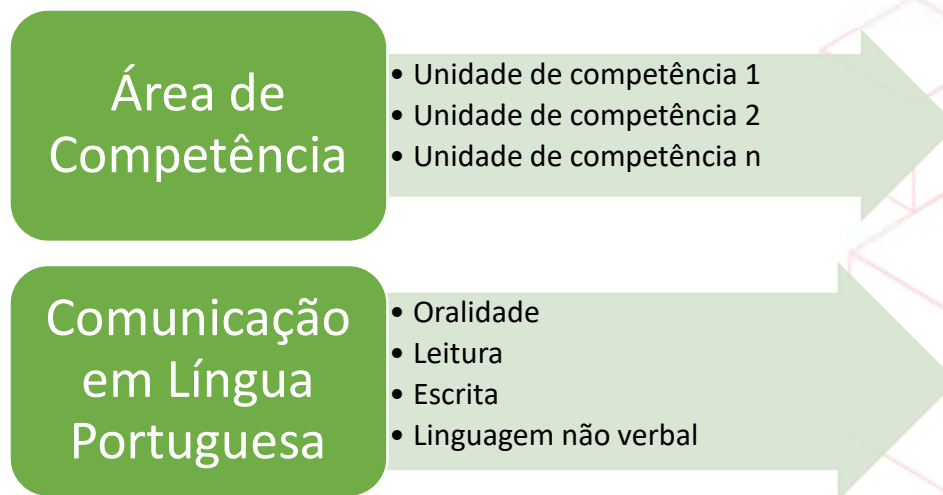 Área de
Competência
• Unidade de competência 1
• Unidade de competência 2
• Unidade de competência n
Comunicação
em Língua
Portuguesa
• Oralidade
• Leitura
• Escrita
• Linguagem não verbal